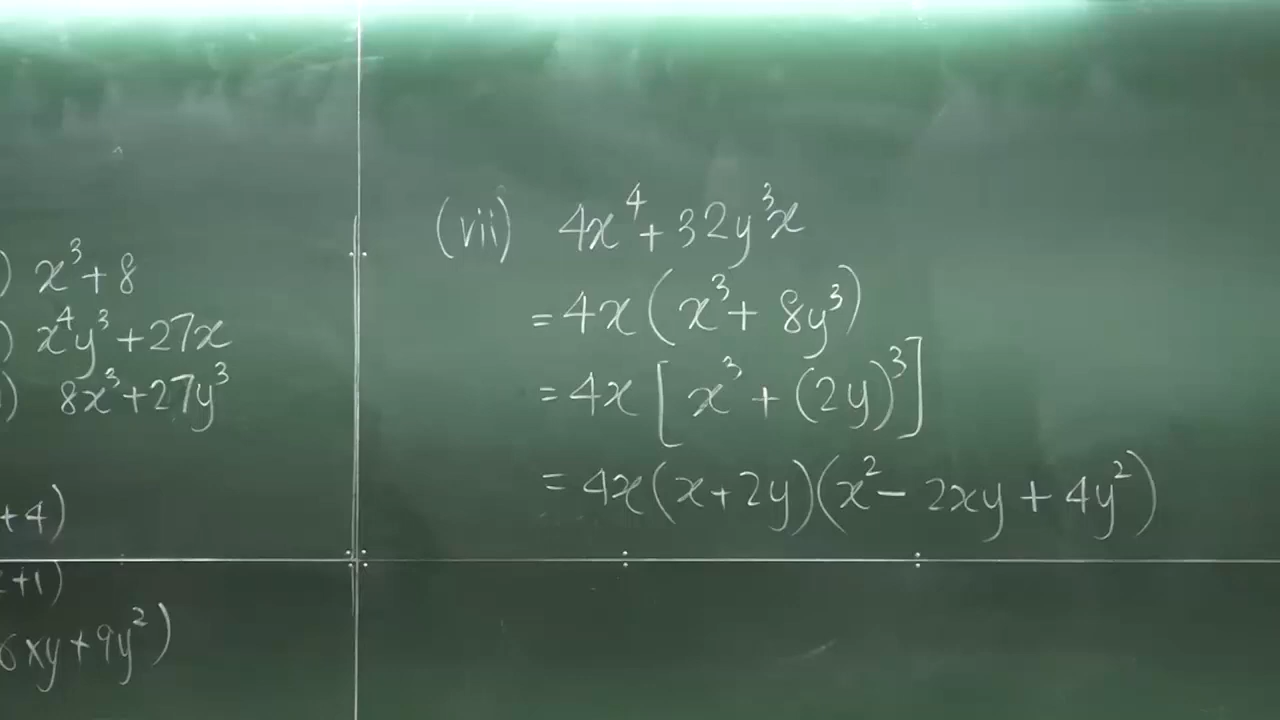 ) x³+8
) x⁴y³+27x
) 8x³+27y³
+4)
+1)
6xy+9y²)
(vii) 4x⁴+32y³x
=4x(x³+8y³)
=4x[x³+(2y)³]
=4x(x+2y)(x²-2xy+4y²)